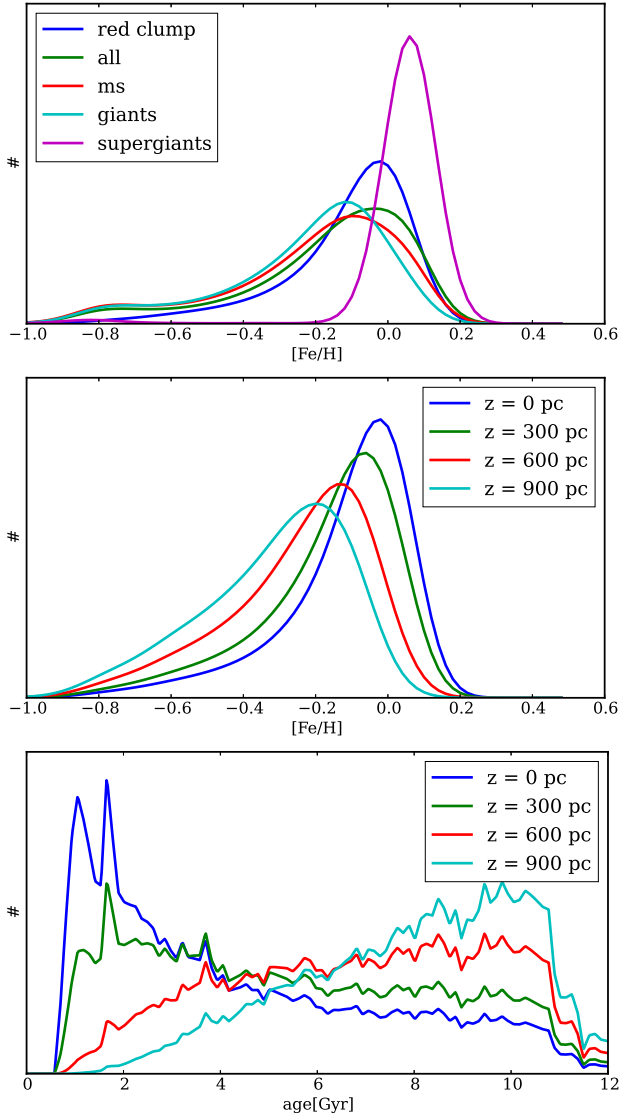 red clump
all
ms
giants
supergiants
#
−1.0 −0.8 −0.6 −0.4 −0.2 0.0 0.2 0.4 0.6
[Fe/H]
z = 0 pc
z = 300 pc
z = 600 pc
z = 900 pc
#
−1.0 −0.8 −0.6 −0.4 −0.2 0.0 0.2 0.4 0.6
[Fe/H]
z = 0 pc
z = 300 pc
z = 600 pc
z = 900 pc
#
0 2 4 6 8 10 12
age[Gyr]